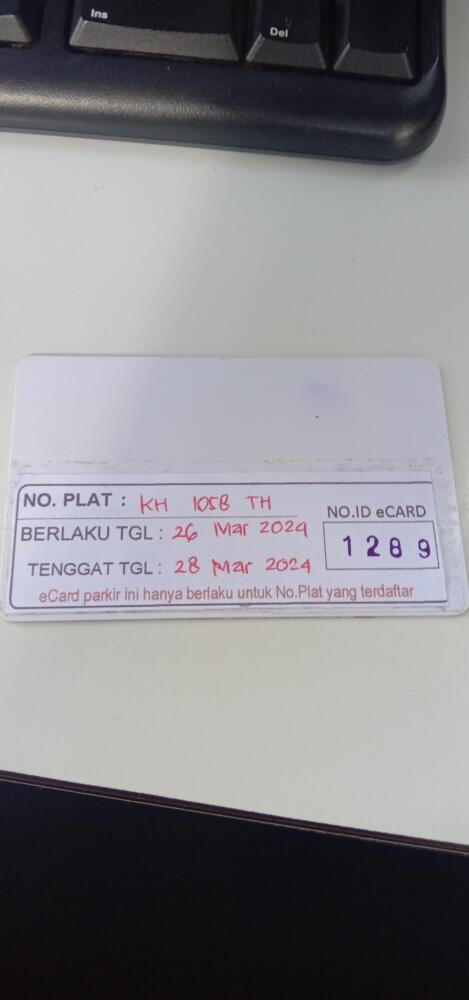 Ins
Del
NO. PLAT : KH 1058 TH
NO.ID eCARD
BERLAKU TGL : 26 Mar 2024
1289
TENGGAT TGL : 28 Mar 2024
eCard parkir ini hanya berlaku untuk No.Plat yang terdaftar